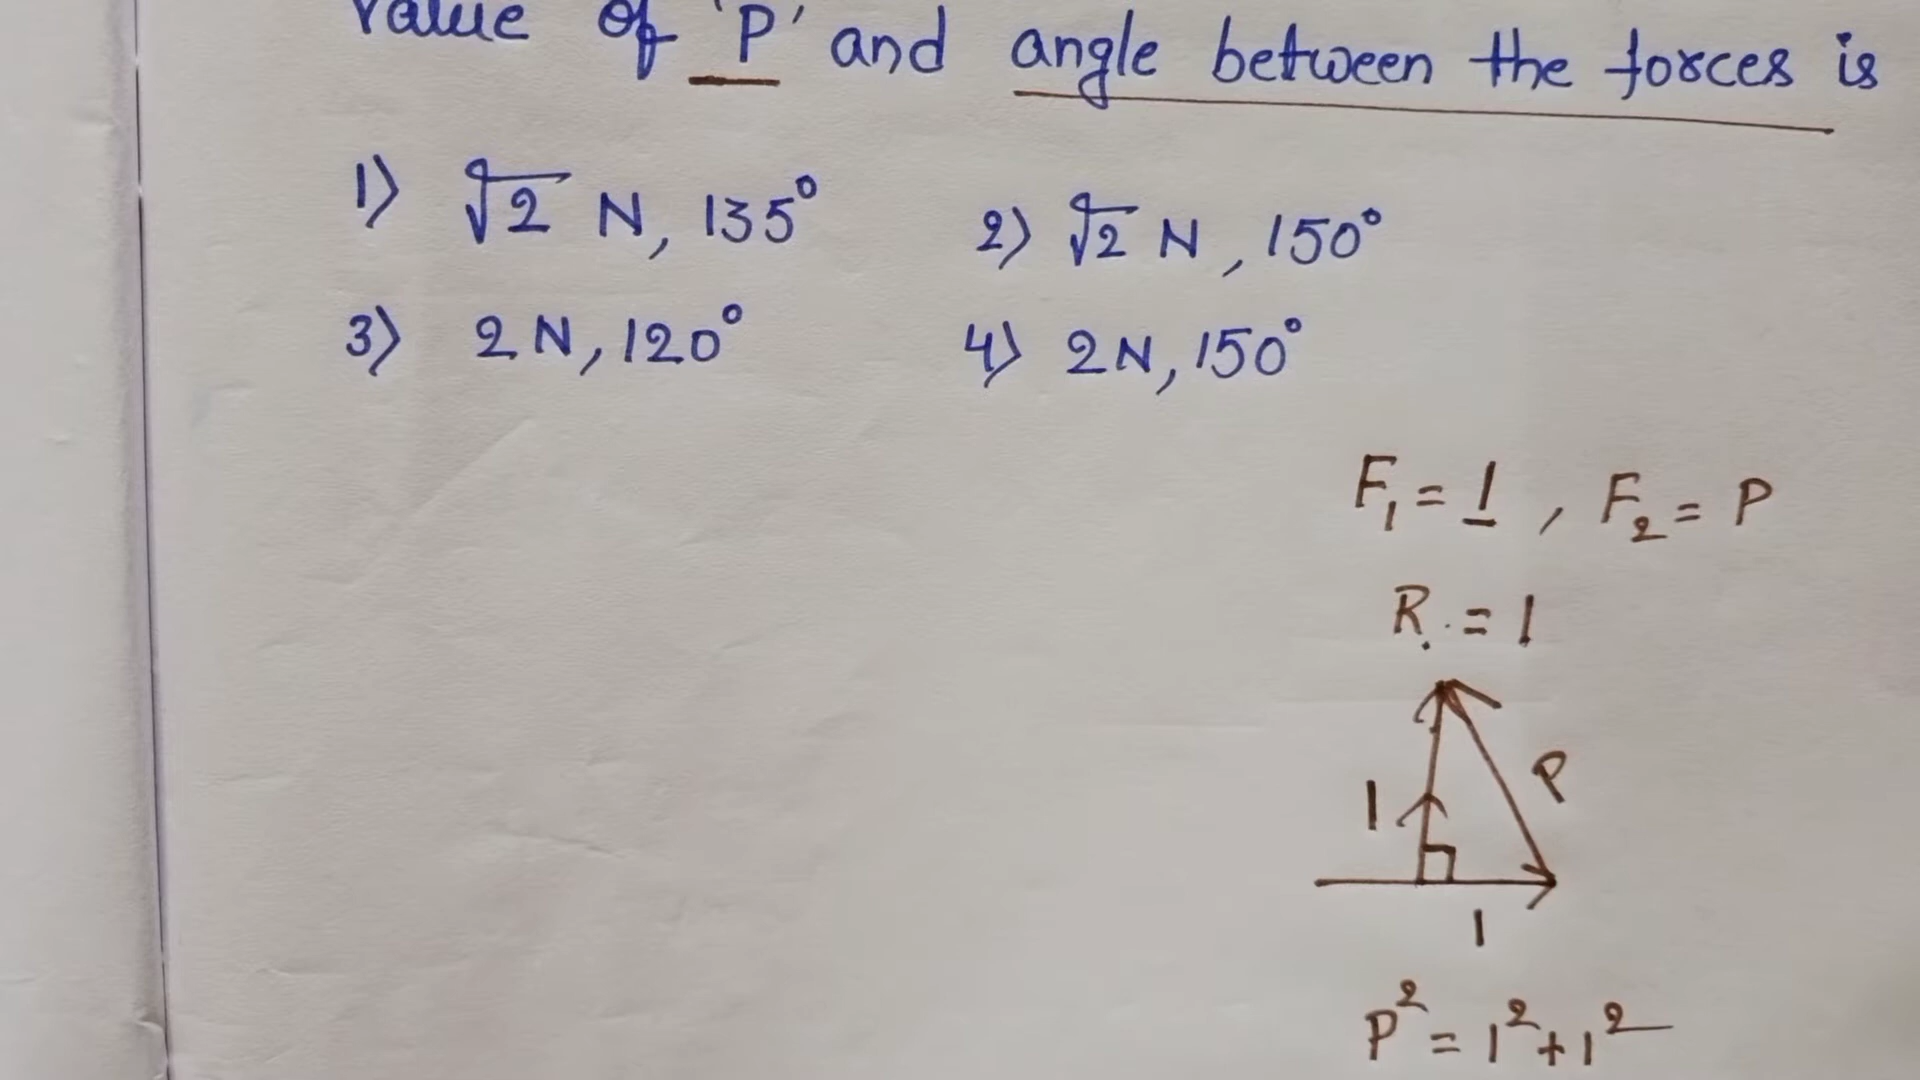 value of 'P' and angle between the forces is
1) √2 N, 135°
2) √2 N, 150°
3) 2N, 120°
4) 2N, 150°
F₁ = 1 , F₂ = P
R = 1
1
P
1
P² = 1² + 1²